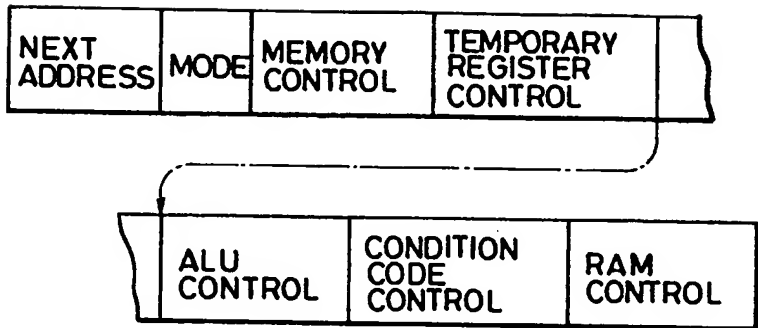 NEXT ADDRESS
MODE
MEMORY CONTROL
TEMPORARY REGISTER CONTROL
ALU CONTROL
CONDITION CODE CONTROL
RAM CONTROL